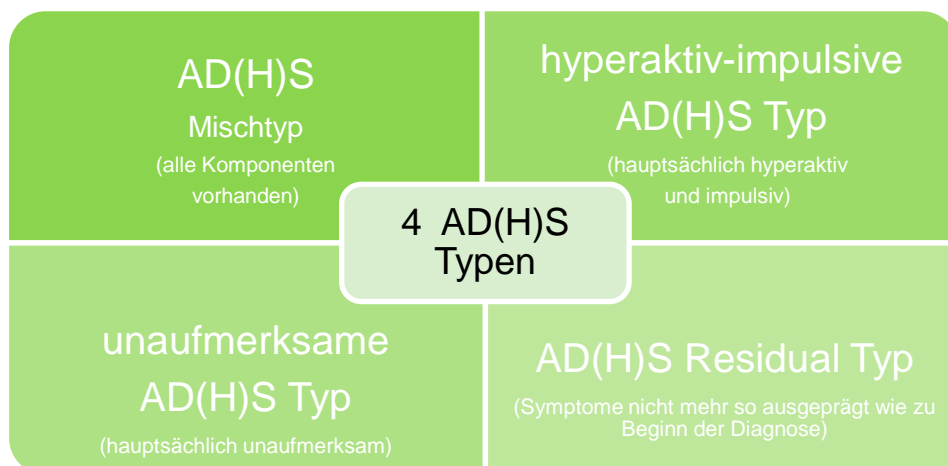 AD(H)S
Mischtyp
(alle Komponenten
vorhanden)
hyperaktiv-impulsive
AD(H)S Typ
(hauptsächlich hyperaktiv
und impulsiv)
4 AD(H)S
Typen
unaufmerksame
AD(H)S Typ
(hauptsächlich unaufmerksam)
AD(H)S Residual Typ
(Symptome nicht mehr so ausgeprägt wie zu
Beginn der Diagnose)